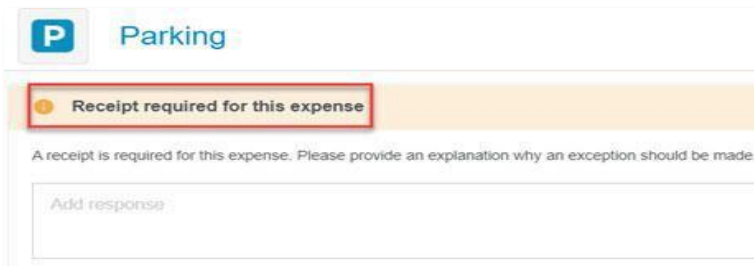 P Parking
Receipt required for this expense
A receipt is required for this expense. Please provide an explanation why an exception should be made
Add response